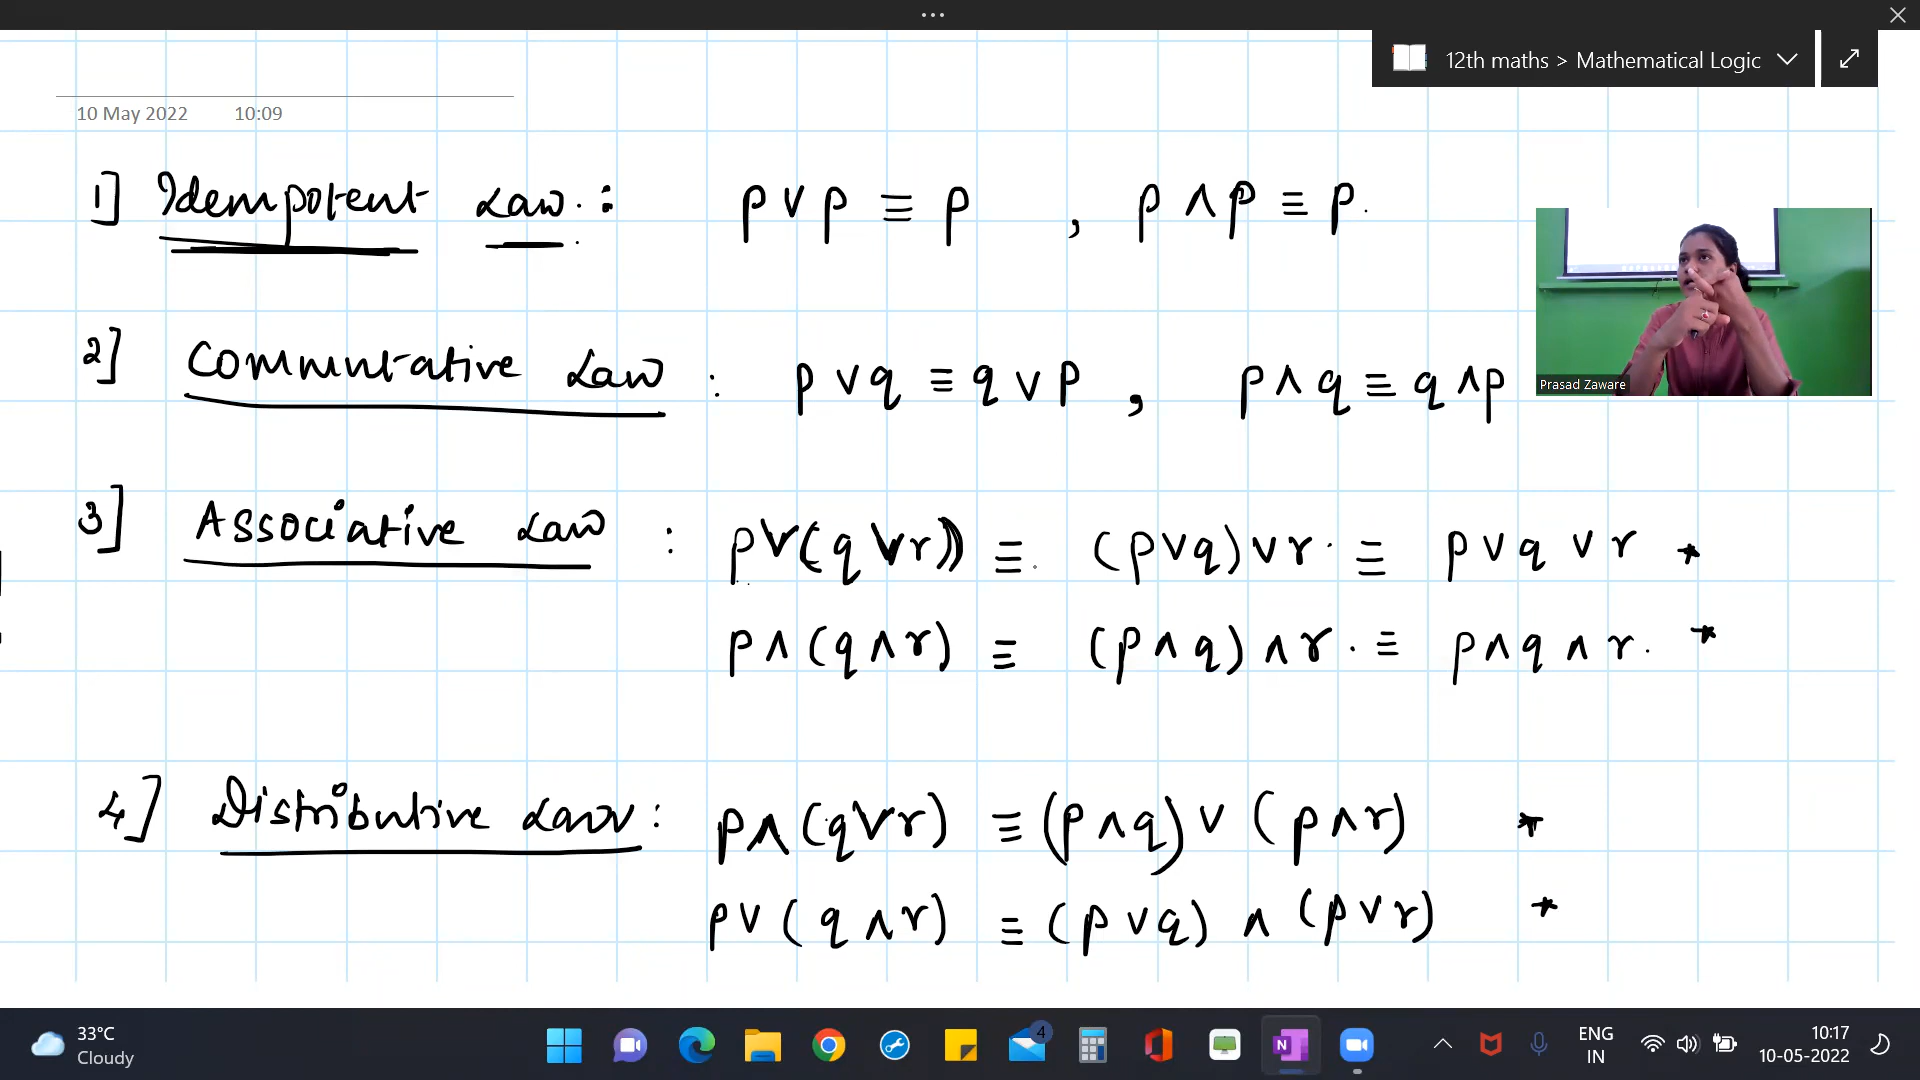 12th maths > Mathematical Logic
10 May 2022 10:09
1] Idempotent Law : p ∨ p ≡ p , p ∧ p ≡ p.
Prasad Zaware
2] Commutative Law : p ∨ q ≡ q ∨ p , p ∧ q ≡ q ∧ p
3] Associative Law : p ∨ (q ∨ r) ≡ (p ∨ q) ∨ r ≡ p ∨ q ∨ r *
p ∧ (q ∧ r) ≡ (p ∧ q) ∧ r . ≡ p ∧ q ∧ r. *
4] Distributive Law : p ∧ (q ∨ r) ≡ (p ∧ q) ∨ (p ∧ r) *
p ∨ (q ∧ r) ≡ (p ∨ q) ∧ (p ∨ r) *
33°C
Cloudy
4
ENG
IN
10:17
10-05-2022